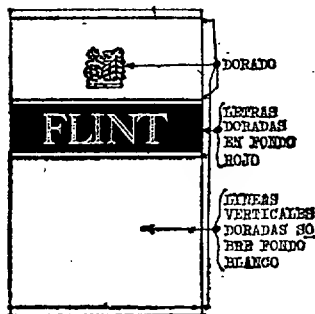 DORADO
FLINT
LETRAS
DORADAS
EN FONDO
ROJO
LINEAS
VERTICALES
DORADAS SO
BRE FONDO
BLANCO